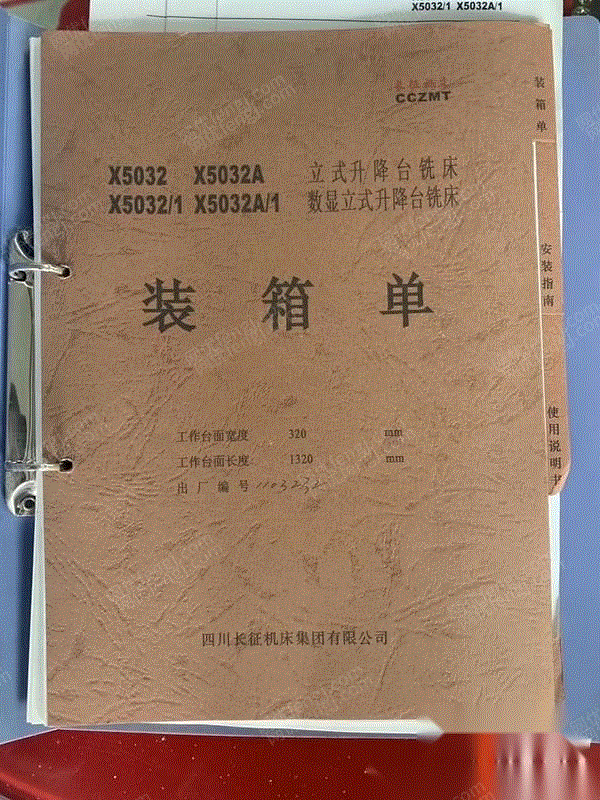 X5032/1 X5032A/1
CCZMT
装箱单
X5032 X5032A 立式升降台铣床
X5032/1 X5032A/1 数显立式升降台铣床
安装指南
装 箱 单
使用说明书
工作台面宽度 320 mm
工作台面长度 1320 mm
出厂编号 1103232
四川长征机床集团有限公司